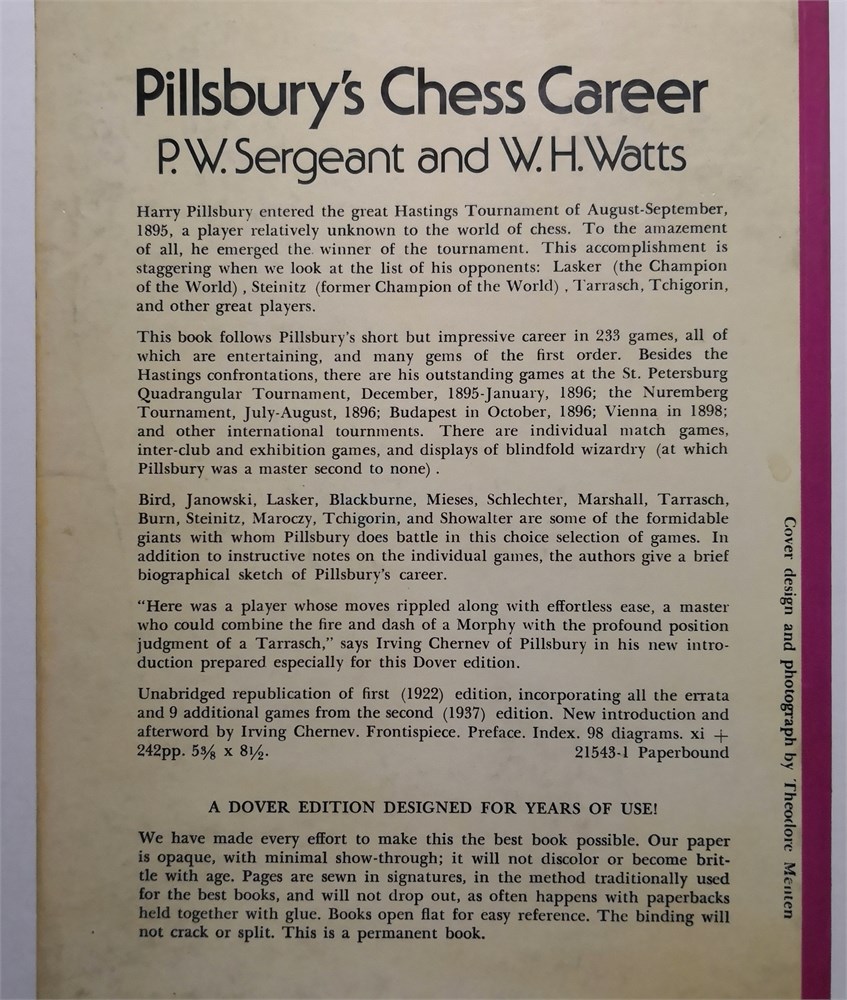 Pillsbury's Chess Career
P. W. Sergeant and W. H. Watts
Harry Pillsbury entered the great Hastings Tournament of August-September,
1895, a player relatively unknown to the world of chess. To the amazement
of all, he emerged the winner of the tournament. This accomplishment is
staggering when we look at the list of his opponents: Lasker (the Champion
of the World) , Steinitz (former Champion of the World) , Tarrasch, Tchigorin,
and other great players.
This book follows Pillsbury's short but impressive career in 233 games, all of
which are entertaining, and many gems of the first order. Besides the
Hastings confrontations, there are his outstanding games at the St. Petersburg
Quadrangular Tournament, December, 1895-January, 1896; the Nuremberg
Tournament, July-August, 1896; Budapest in October, 1896; Vienna in 1898;
and other international tournments. There are individual match games,
inter-club and exhibition games, and displays of blindfold wizardry (at which
Pillsbury was a master second to none) .
Bird, Janowski, Lasker, Blackburne, Mieses, Schlechter, Marshall, Tarrasch,
Burn, Steinitz, Maroczy, Tchigorin, and Showalter are some of the formidable
giants with whom Pillsbury does battle in this choice selection of games. In
addition to instructive notes on the individual games, the authors give a brief
biographical sketch of Pillsbury's career.
"Here was a player whose moves rippled along with effortless ease, a master
who could combine the fire and dash of a Morphy with the profound position
judgment of a Tarrasch," says Irving Chernev of Pillsbury in his new intro-
duction prepared especially for this Dover edition.
Unabridged republication of first (1922) edition, incorporating all the errata
and 9 additional games from the second (1937) edition. New introduction and
afterword by Irving Chernev. Frontispiece. Preface. Index. 98 diagrams. xi +
242pp. 5⅜ x 8½. 21543-1 Paperbound
A DOVER EDITION DESIGNED FOR YEARS OF USE!
We have made every effort to make this the best book possible. Our paper
is opaque, with minimal show-through; it will not discolor or become brit-
tle with age. Pages are sewn in signatures, in the method traditionally used
for the best books, and will not drop out, as often happens with paperbacks
held together with glue. Books open flat for easy reference. The binding will
not crack or split. This is a permanent book.
Cover design and photograph by Theodore Menten